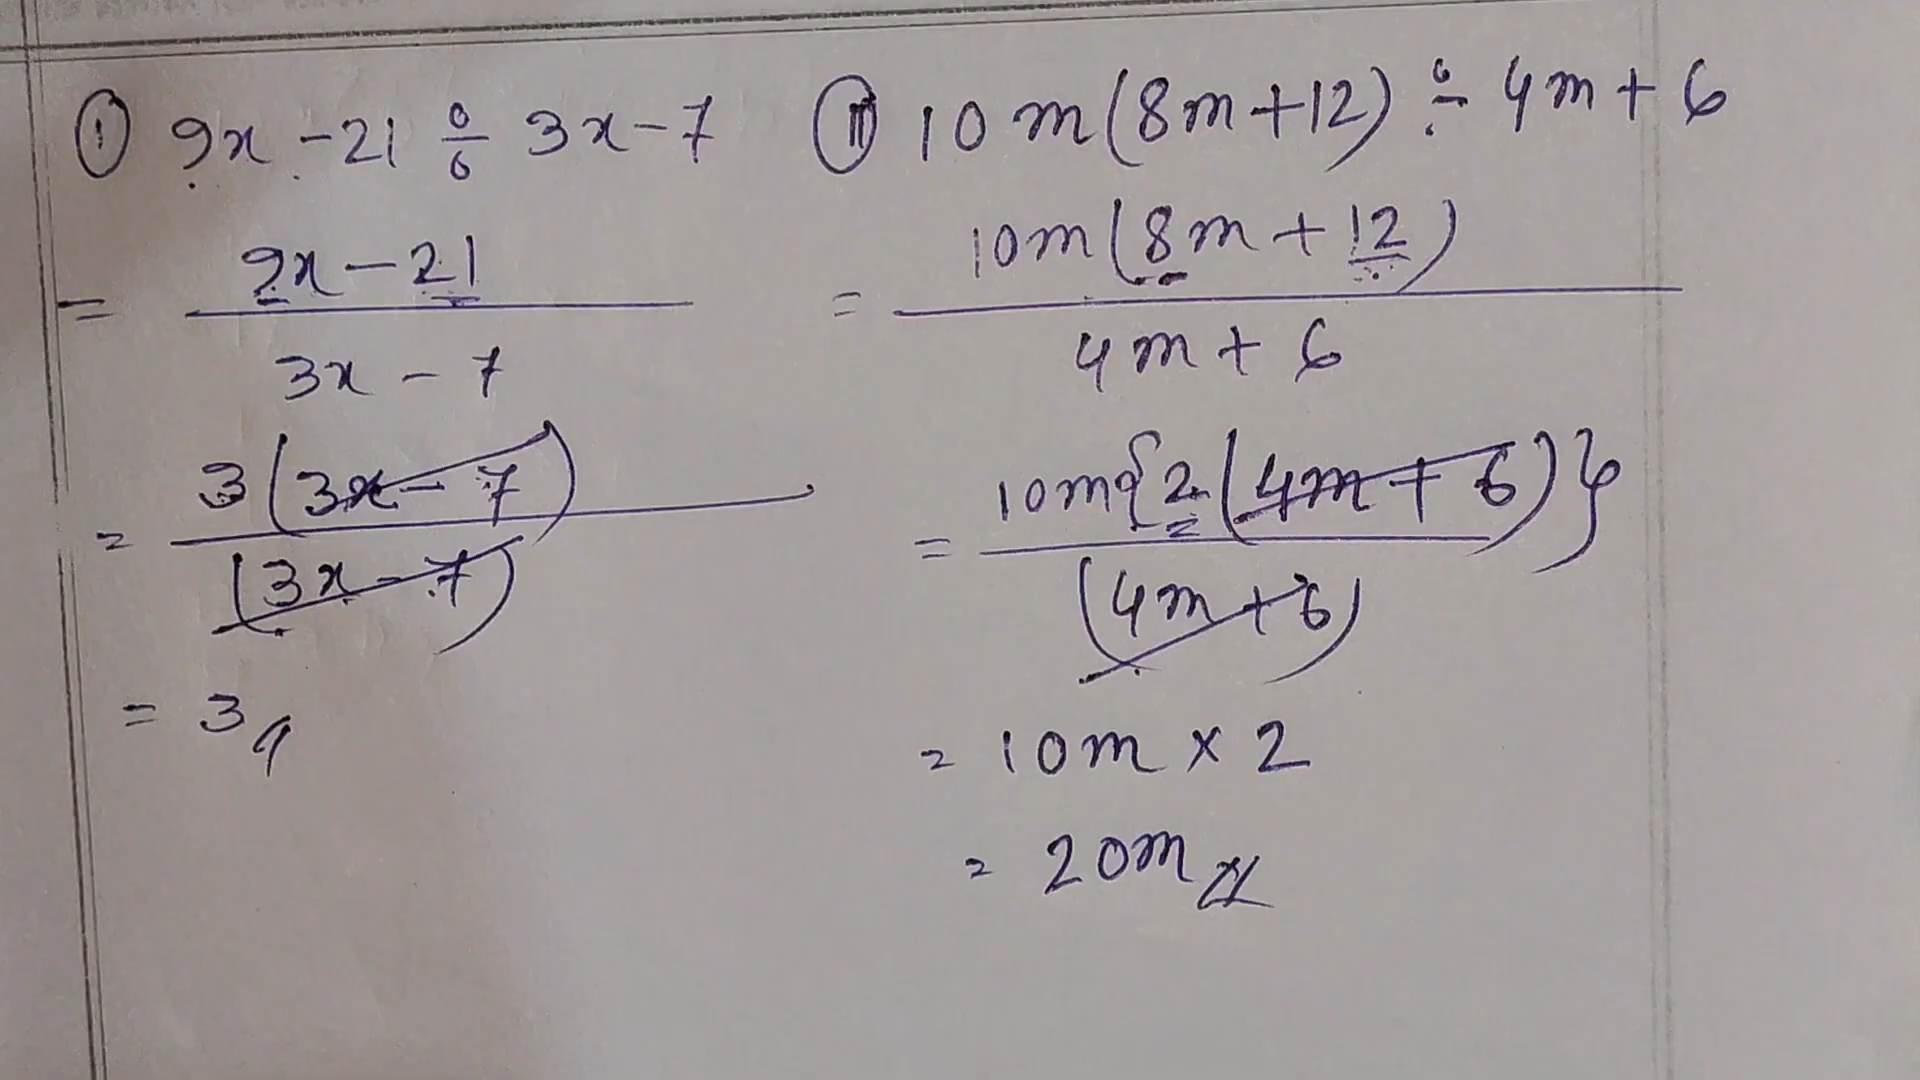 ① 9x - 21 ÷ 3x - 7
= 9x - 21
3x - 7
= 3(3x - 7)
(3x - 7)
= 3
Ⓘⓘ 10m(8m + 12) ÷ 4m + 6
= 10m(8m + 12)
4m + 6
= 10m{2(4m + 6)}
(4m + 6)
= 10m × 2
= 20m